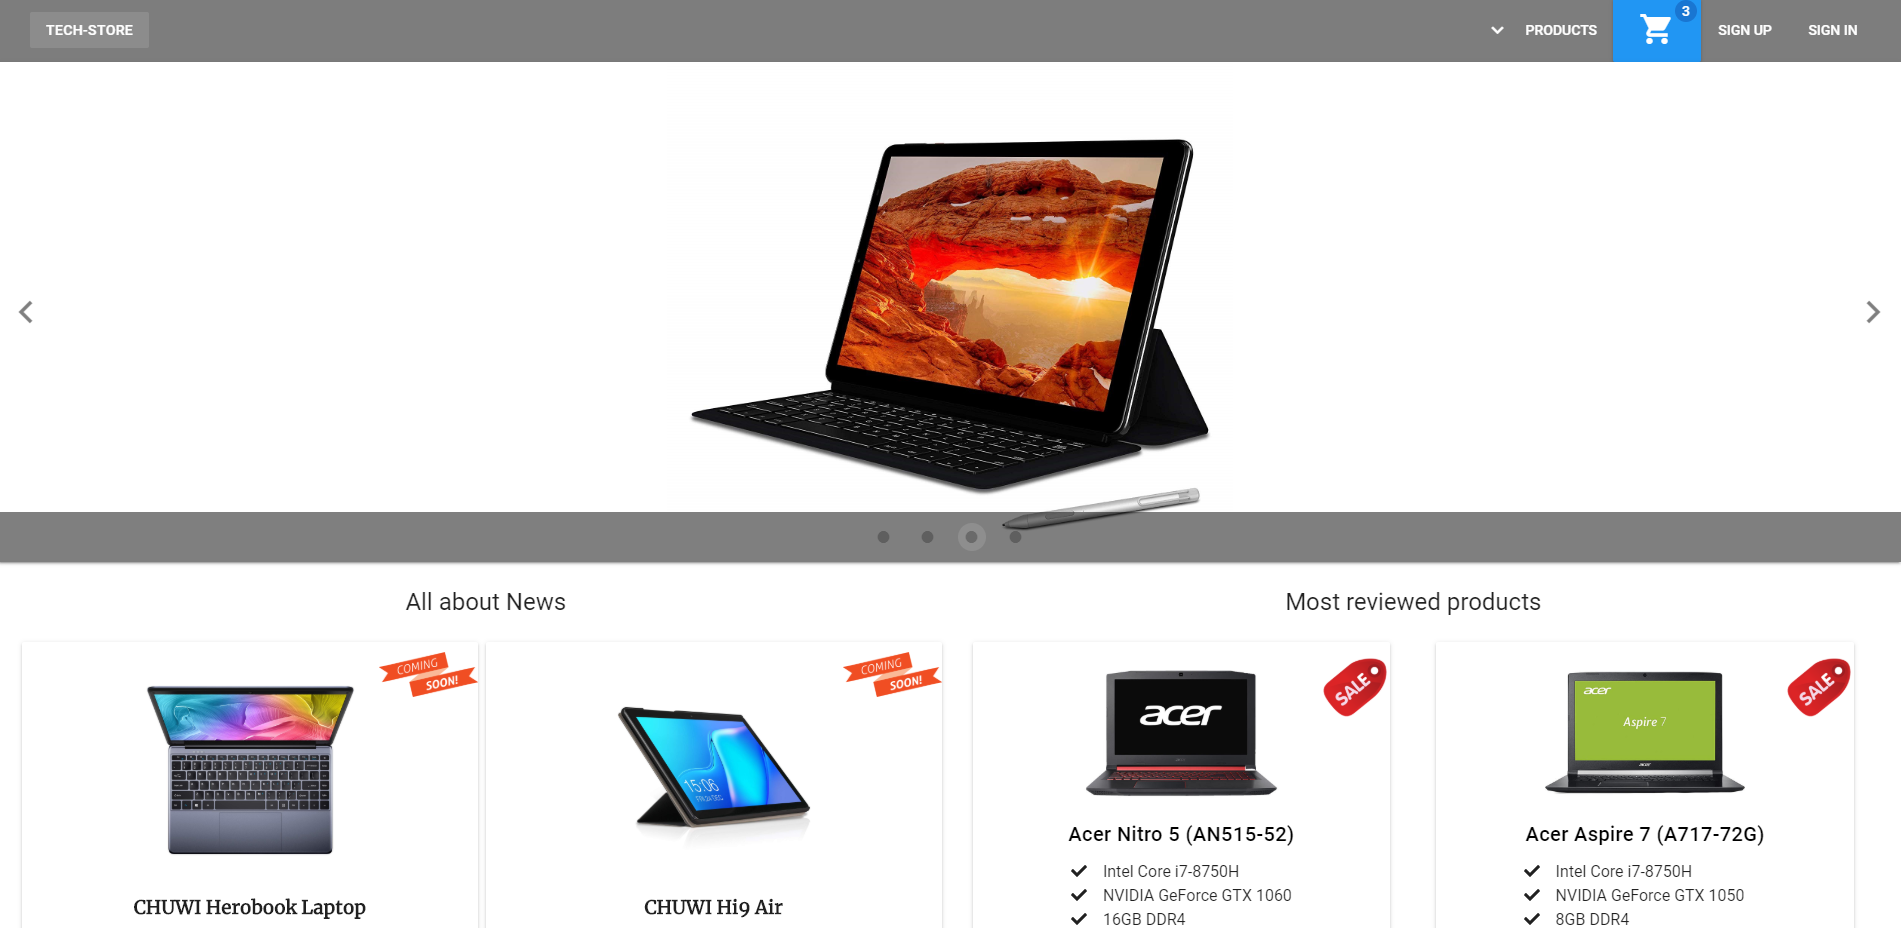 TECH-STORE
PRODUCTS
3
SIGN UP
SIGN IN
All about News
Most reviewed products
COMING
SOON!
CHUWI Herobook Laptop
COMING
SOON!
15:06
CHUWI Hi9 Air
SALE
acer
Acer Nitro 5 (AN515-52)
Intel Core i7-8750H
NVIDIA GeForce GTX 1060
16GB DDR4
SALE
acer
Aspire 7
acer
Acer Aspire 7 (A717-72G)
Intel Core i7-8750H
NVIDIA GeForce GTX 1050
8GB DDR4